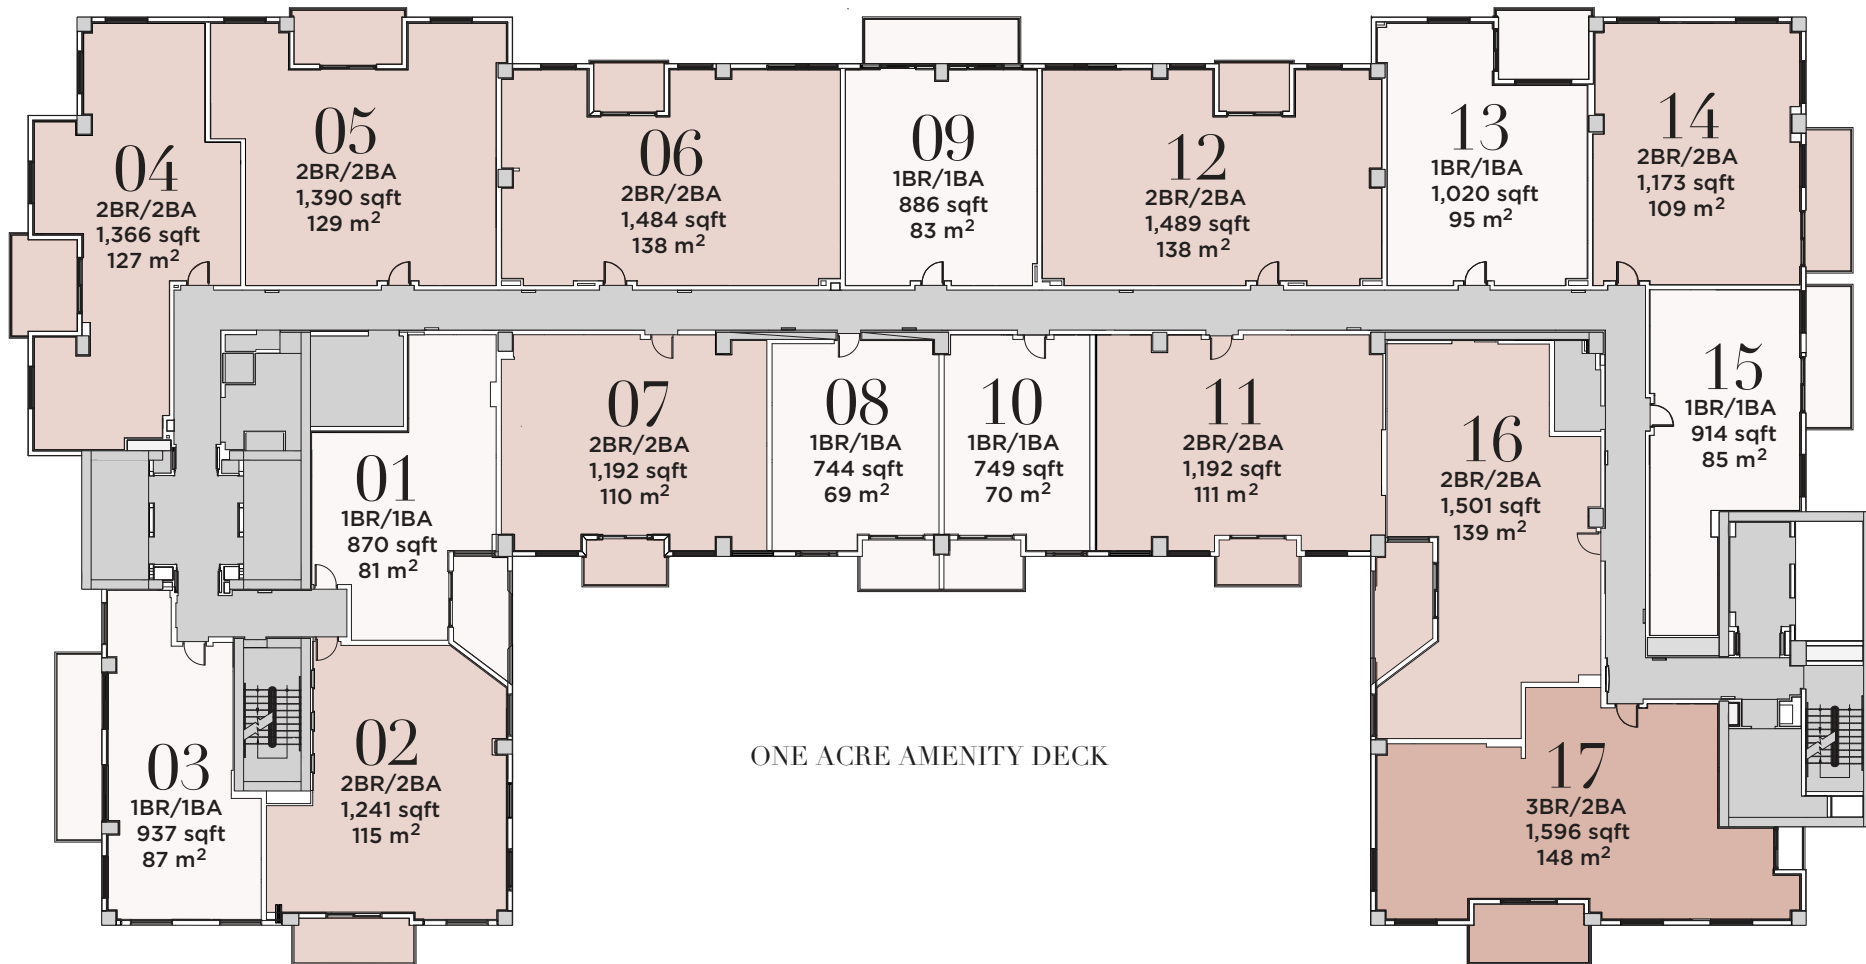 04
2BR/2BA
1,366 sqft
127 m²
05
2BR/2BA
1,390 sqft
129 m²
06
2BR/2BA
1,484 sqft
138 m²
09
1BR/1BA
886 sqft
83 m²
12
2BR/2BA
1,489 sqft
138 m²
13
1BR/1BA
1,020 sqft
95 m²
14
2BR/2BA
1,173 sqft
109 m²
01
1BR/1BA
870 sqft
81 m²
07
2BR/2BA
1,192 sqft
110 m²
08
1BR/1BA
744 sqft
69 m²
10
1BR/1BA
749 sqft
70 m²
11
2BR/2BA
1,192 sqft
111 m²
16
2BR/2BA
1,501 sqft
139 m²
15
1BR/1BA
914 sqft
85 m²
03
1BR/1BA
937 sqft
87 m²
02
2BR/2BA
1,241 sqft
115 m²
ONE ACRE AMENITY DECK
17
3BR/2BA
1,596 sqft
148 m²